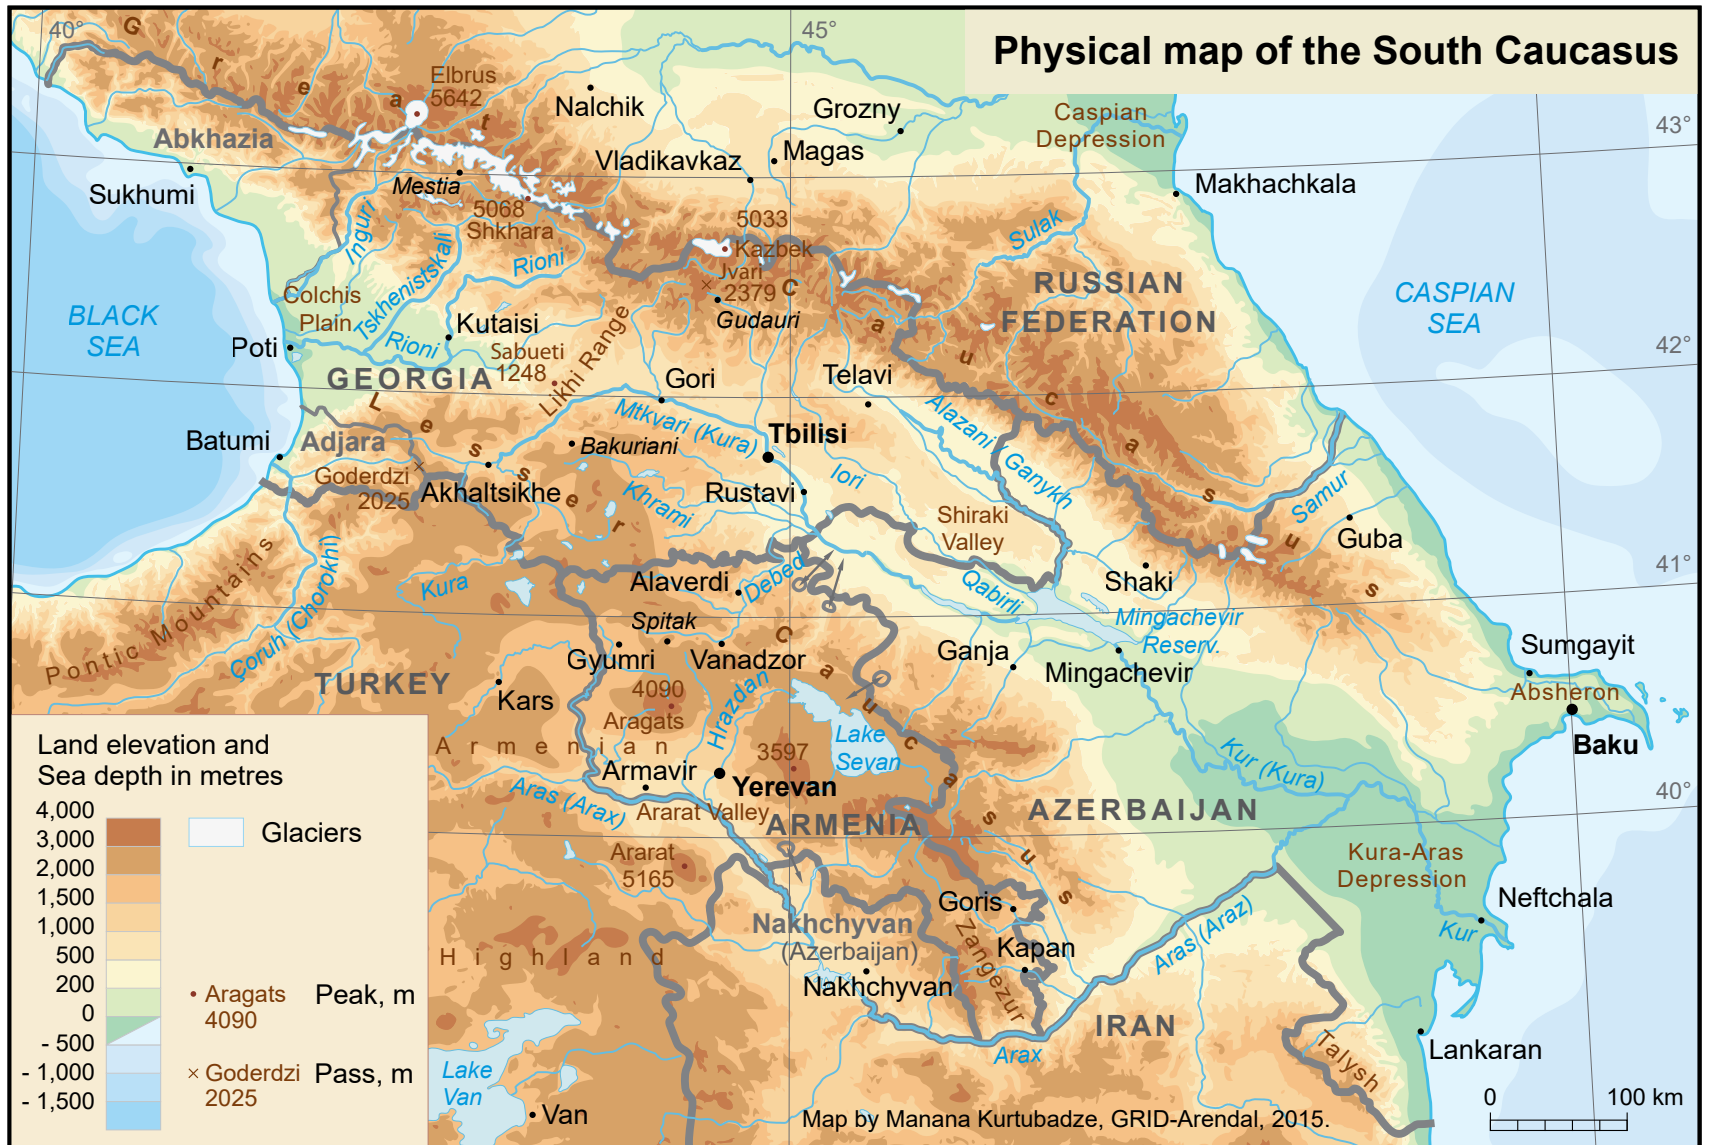 Physical map of the South Caucasus
40°
45°
43°
42°
41°
40°
Great Caucasus
Elbrus
5642
Nalchik
Grozny
Caspian
Depression
Abkhazia
Vladikavkaz
Magas
Makhachkala
Sukhumi
Mestia
5068
Shkhara
5033
Kazbek
Jvari
2379
Gudauri
Sulak
RUSSIAN
FEDERATION
CASPIAN
SEA
BLACK
SEA
Inguri
Tskhenistskali
Rioni
Colchis
Plain
Poti
Rioni
Kutaisi
Sabueti
1248
Likhi Range
GEORGIA
Gori
Telavi
Lesser Caucasus
Mtkvari (Kura)
Tbilisi
Alazani / Ganykh
Batumi
Adjara
Goderdzi
2025
Akhaltsikhe
Bakuriani
Khrami
Rustavi
Iori
Shiraki
Valley
Samur
Guba
Pontic Mountains
Çoruh (Chorokhi)
Kura
Alaverdi
Debed
Qabirli
Shaki
Mingachevir
Reserv.
Spitak
Gyumri
Vanadzor
Ganja
Mingachevir
Sumgayit
Absheron
Baku
TURKEY
Kars
4090
Aragats
Hrazdan
Lake
Sevan
3597
Armenian
Highland
Armavir
Yerevan
Aras (Arax)
Ararat Valley
ARMENIA
AZERBAIJAN
Kur (Kura)
Ararat
5165
Kura-Aras
Depression
Neftchala
Goris
Nakhchyvan
(Azerbaijan)
Zangezur
Kapan
Aras (Araz)
Kur
Nakhchyvan
IRAN
Arax
Talysh
Lankaran
Lake
Van
Van
Land elevation and
Sea depth in metres
4,000
3,000
2,000
1,500
1,000
500
200
0
- 500
- 1,000
- 1,500
Glaciers
Aragats
4090
Peak, m
Goderdzi
2025
Pass, m
0 100 km
Map by Manana Kurtubadze, GRID-Arendal, 2015.